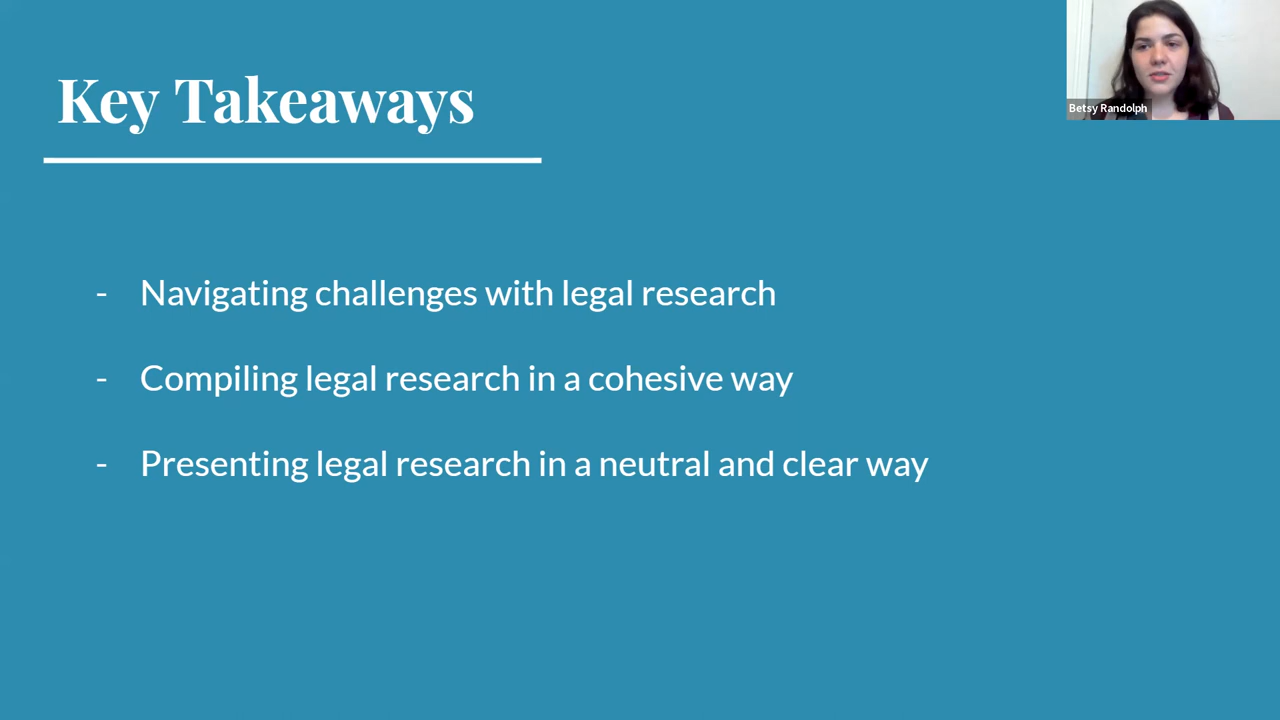 Key Takeaways
Betsy Randolph
- Navigating challenges with legal research
- Compiling legal research in a cohesive way
- Presenting legal research in a neutral and clear way